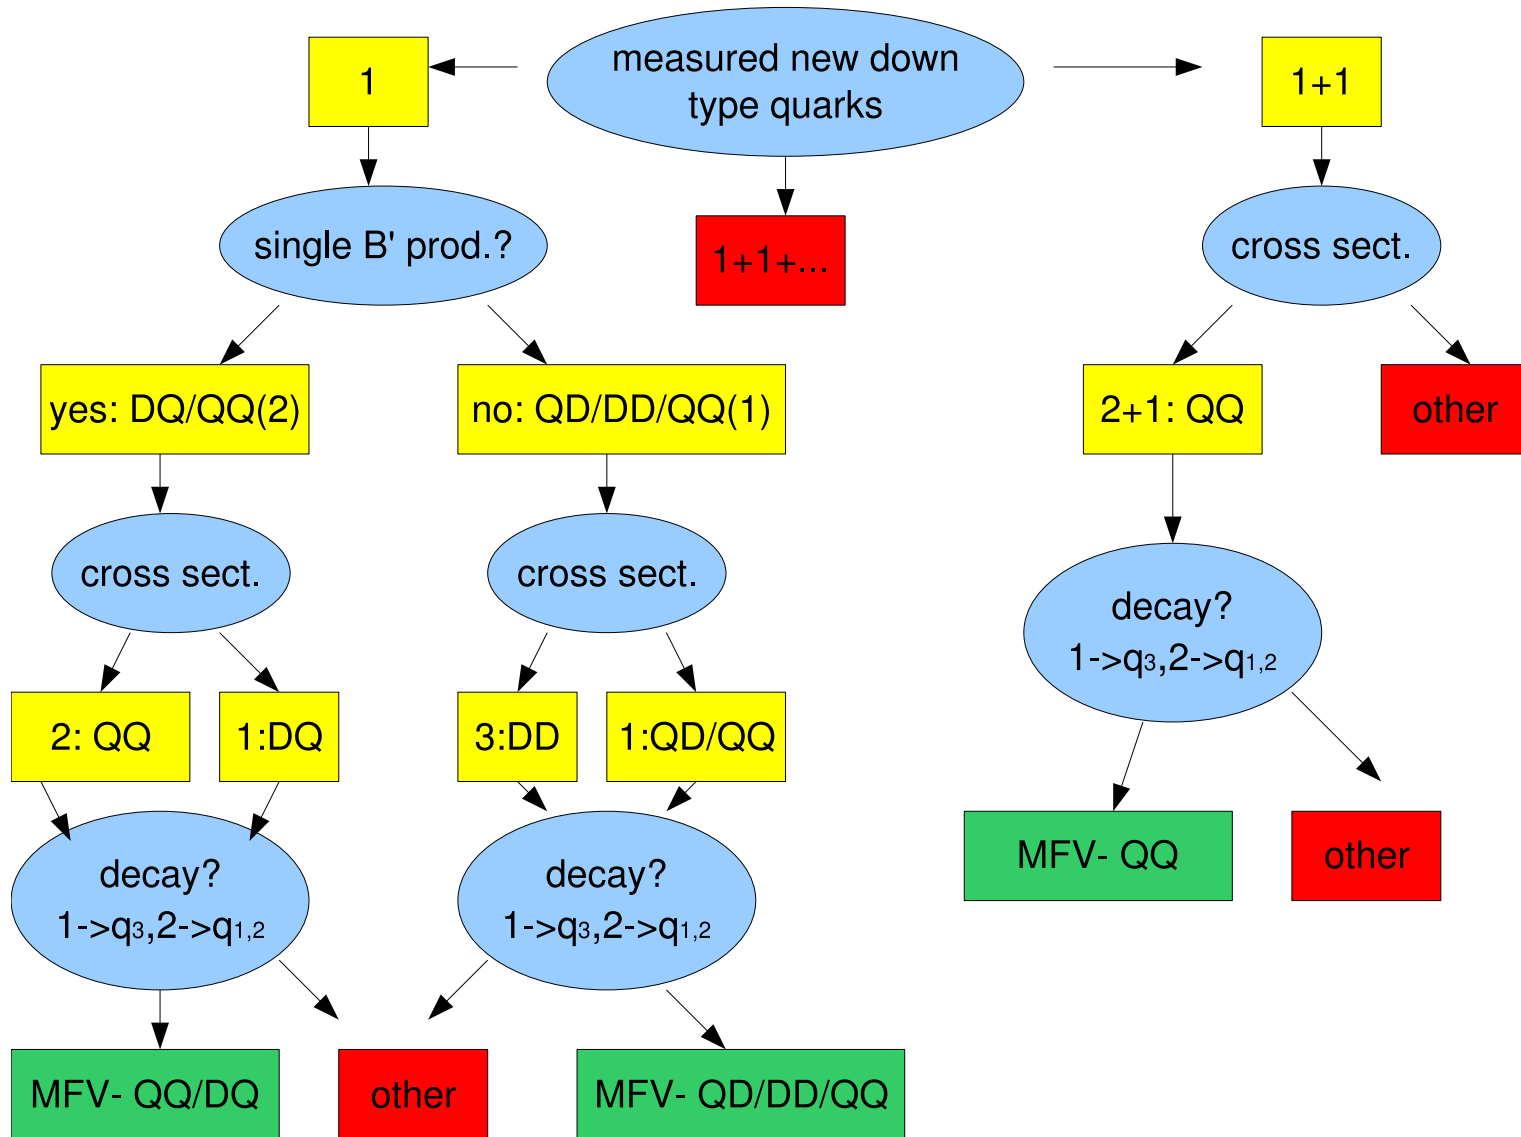 measured new down
type quarks
1
1+1
single B' prod.?
1+1+...
cross sect.
yes: DQ/QQ(2)
no: QD/DD/QQ(1)
2+1: QQ
other
cross sect.
cross sect.
decay?
1->q3,2->q1,2
2: QQ
1:DQ
3:DD
1:QD/QQ
MFV- QQ
other
decay?
1->q3,2->q1,2
decay?
1->q3,2->q1,2
MFV- QQ/DQ
other
MFV- QD/DD/QQ